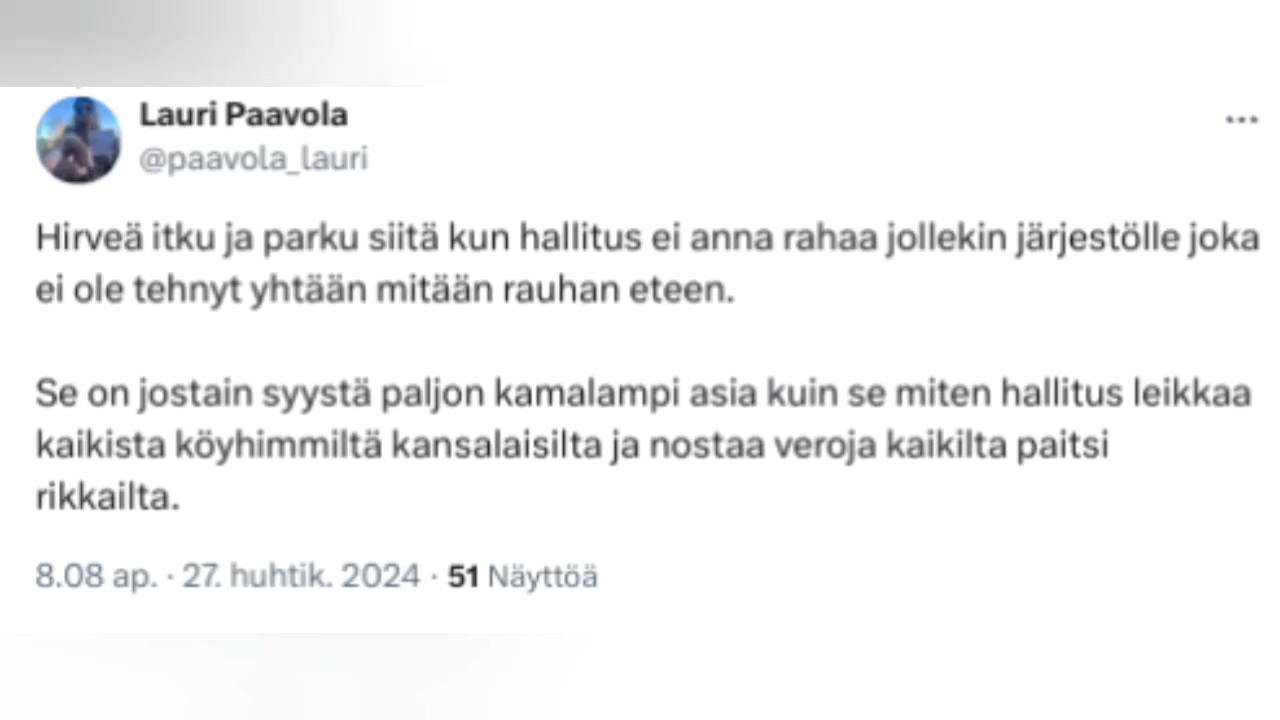 Lauri Paavola
@paavola_lauri
Hirveä itku ja parku siitä kun hallitus ei anna rahaa jollekin järjestölle joka
ei ole tehnyt yhtään mitään rauhan eteen.
Se on jostain syystä paljon kamalampi asia kuin se miten hallitus leikkaa
kaikista köyhimmiltä kansalaisilta ja nostaa veroja kaikilta paitsi
rikkailta.
8.08 ap. · 27. huhtik. 2024 · 51 Näyttöä